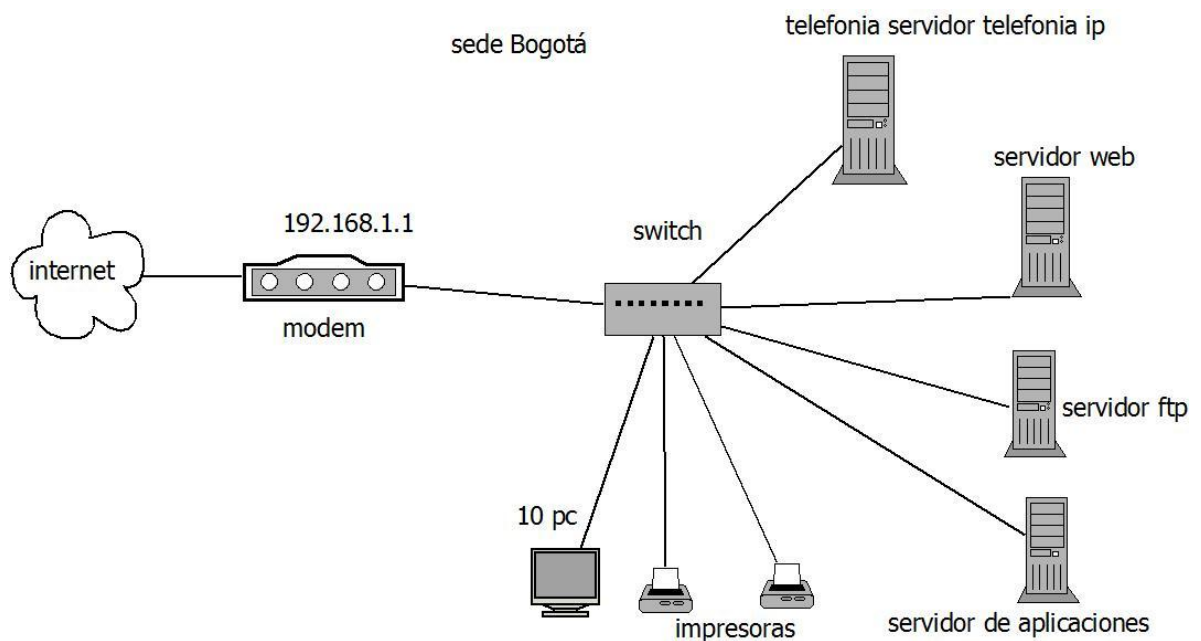 telefonia servidor telefonia ip
sede Bogotá
servidor web
192.168.1.1
switch
internet
modem
servidor ftp
10 pc
impresoras
servidor de aplicaciones